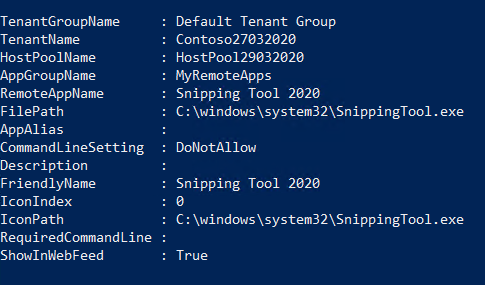 TenantGroupName : Default Tenant Group
TenantName : Contoso27032020
HostPoolName : HostPool29032020
AppGroupName : MyRemoteApps
RemoteAppName : Snipping Tool 2020
FilePath : C:\windows\system32\SnippingTool.exe
AppAlias :
CommandLineSetting : DoNotAllow
Description :
FriendlyName : Snipping Tool 2020
IconIndex : 0
IconPath : C:\windows\system32\SnippingTool.exe
RequiredCommandLine :
ShowInWebFeed : True